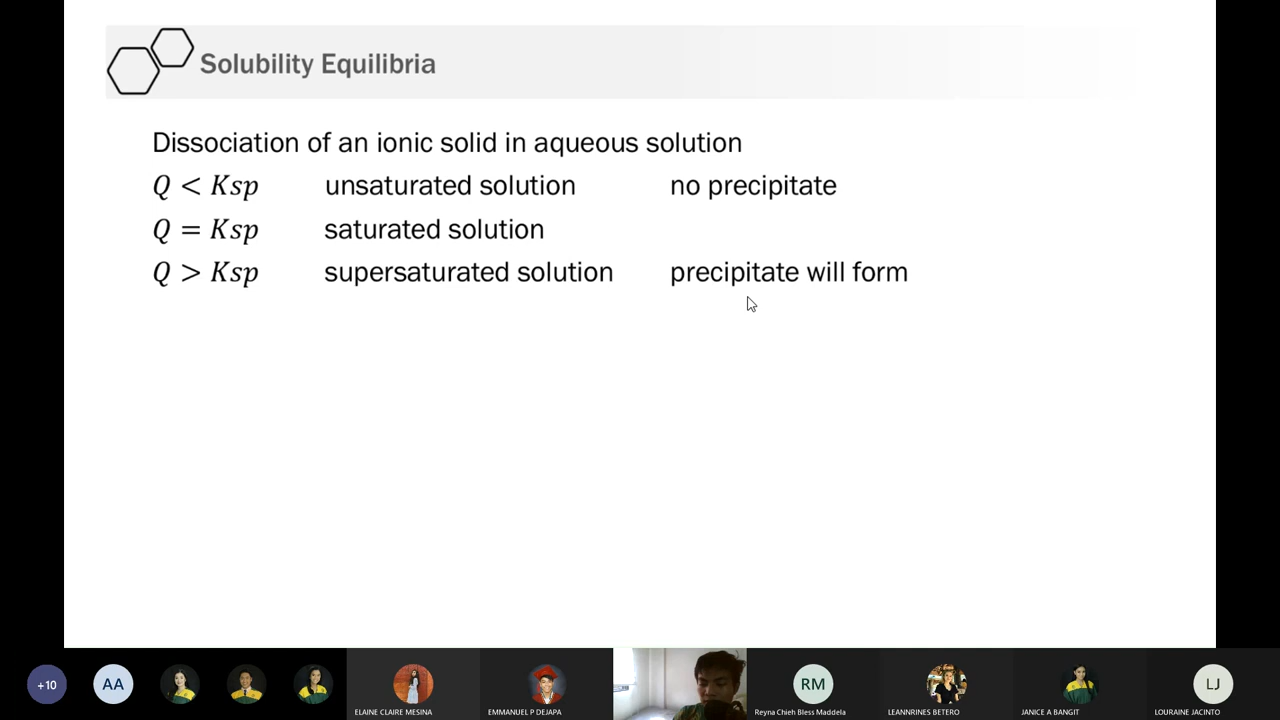 Solubility Equilibria
Dissociation of an ionic solid in aqueous solution
Q < Ksp unsaturated solution no precipitate
Q = Ksp saturated solution
Q > Ksp supersaturated solution precipitate will form
+10 AA RM LJ
ELAINE CLAIRE MESINA EMMANUEL P DEJAPA Reyna Chieh Bless Maddela LEANNRINES BETERO JANICE A BANGIT LOURAINE JACINTO